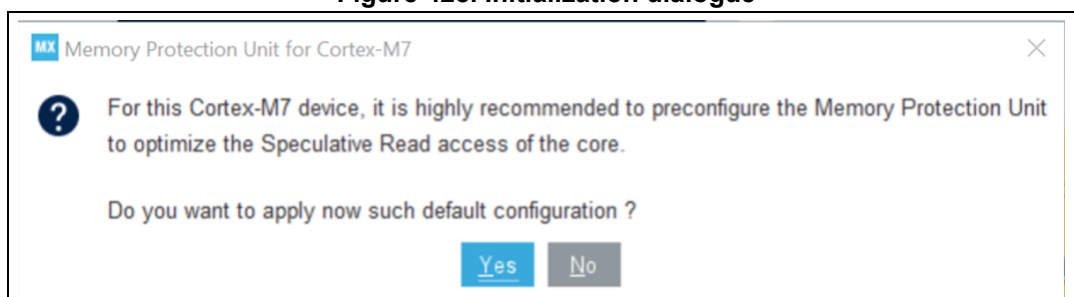 MX Memory Protection Unit for Cortex-M7
? For this Cortex-M7 device, it is highly recommended to preconfigure the Memory Protection Unit
to optimize the Speculative Read access of the core.
Do you want to apply now such default configuration ?
Yes No